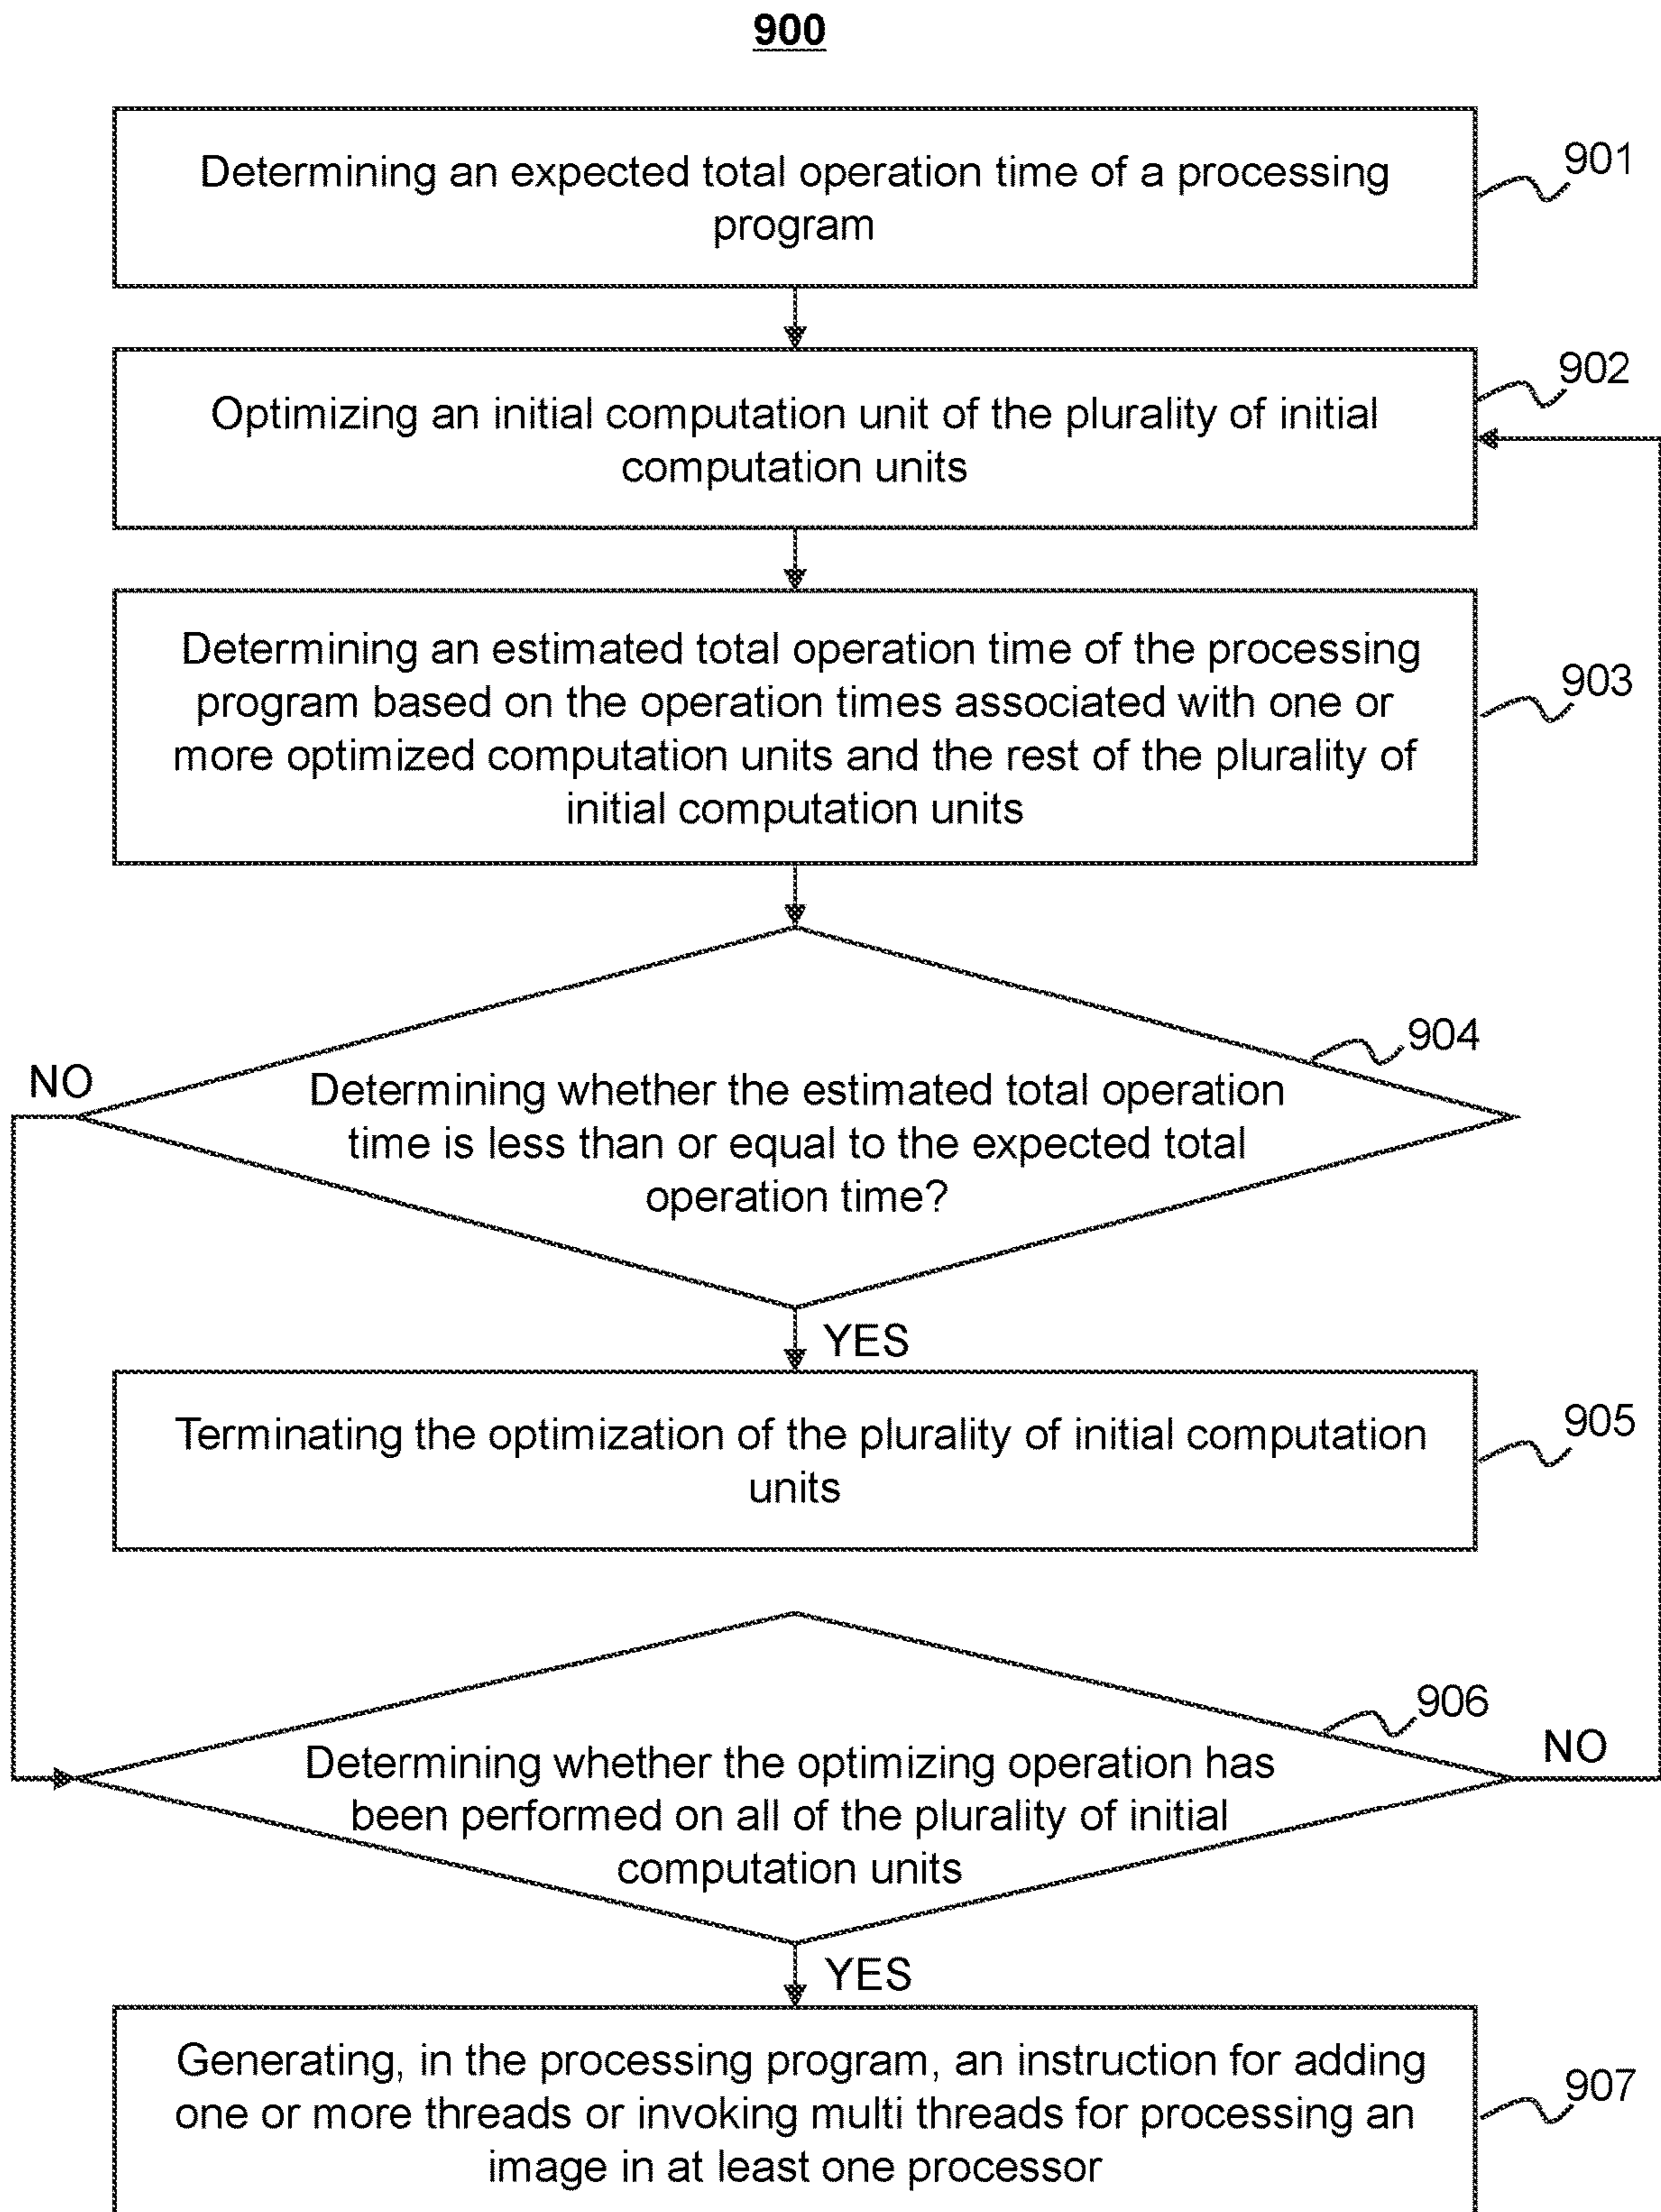 900
Determining an expected total operation time of a processing
program
901
Optimizing an initial computation unit of the plurality of initial
computation units
902
Determining an estimated total operation time of the processing
program based on the operation times associated with one or
more optimized computation units and the rest of the plurality of
initial computation units
903
904
NO
Determining whether the estimated total operation
time is less than or equal to the expected total
operation time?
YES
Terminating the optimization of the plurality of initial computation
units
905
906
NO
Determining whether the optimizing operation has
been performed on all of the plurality of initial
computation units
YES
Generating, in the processing program, an instruction for adding
one or more threads or invoking multi threads for processing an
image in at least one processor
907